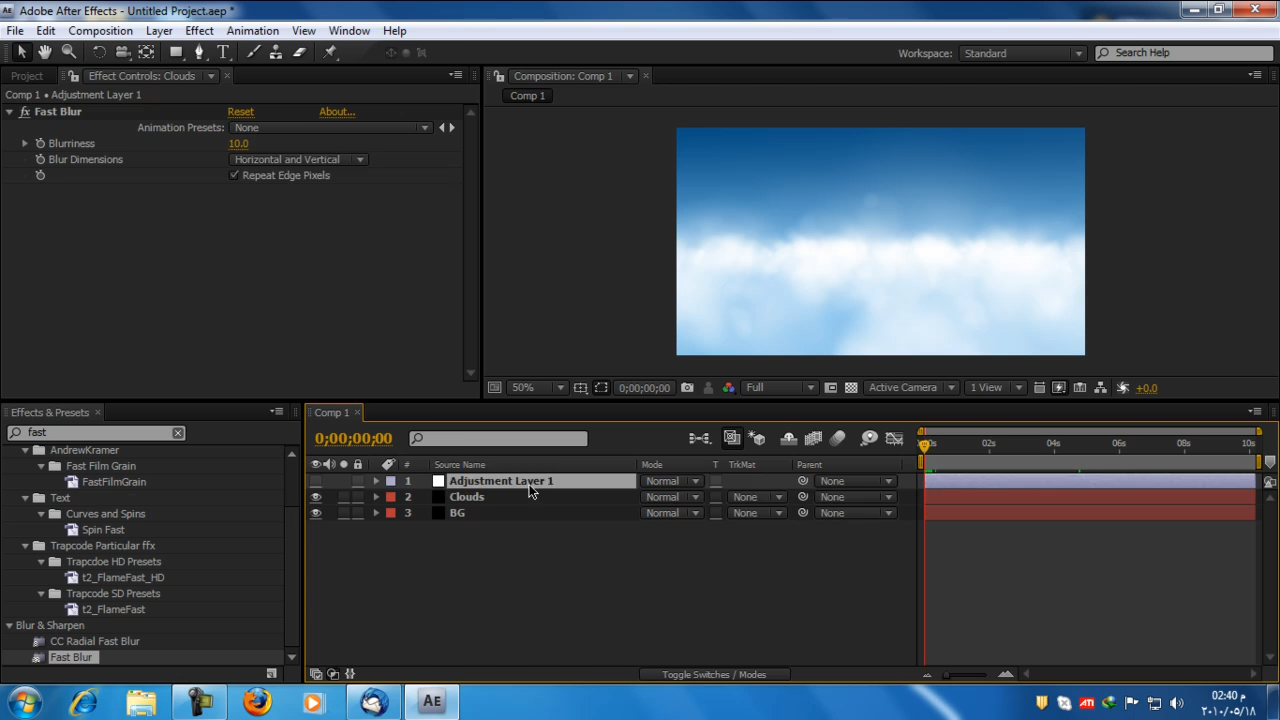 Adobe After Effects - Untitled Project.aep *
File Edit Composition Layer Effect Animation View Window Help
Workspace: Standard Search Help
Project Effect Controls: Clouds
Composition: Comp 1
Comp 1 • Adjustment Layer 1
Comp 1
fx Fast Blur Reset About...
Animation Presets: None
Blurriness 10.0
Blur Dimensions Horizontal and Vertical
Repeat Edge Pixels
50% 0;00;00;00 Full Active Camera 1 View +0.0
Effects & Presets
Comp 1
fast
0;00;00;00
02s 04s 06s 08s 10s
AndrewKramer
Fast Film Grain
FastFilmGrain
Text
Curves and Spins
Spin Fast
Trapcode Particular ffx
Trapcdoe HD Presets
t2_FlameFast_HD
Trapcode SD Presets
t2_FlameFast
Blur & Sharpen
CC Radial Fast Blur
Fast Blur
# Source Name Mode T TrkMat Parent
1 Adjustment Layer 1 Normal None
2 Clouds Normal None None
3 BG Normal None None
Toggle Switches / Modes
AE
ATI
02:40 م
٢٠١٠/٠٥/١٨